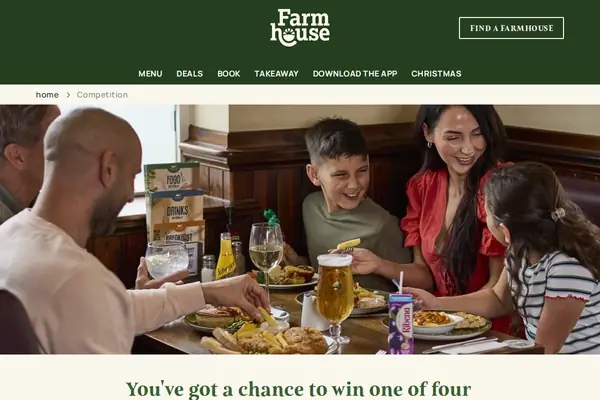 Farm
house
FIND A FARMHOUSE
MENU DEALS BOOK TAKEAWAY DOWNLOAD THE APP CHRISTMAS
home > Competition
FOOD
DRINKS
BREAKFAST
Ribena
You've got a chance to win one of four